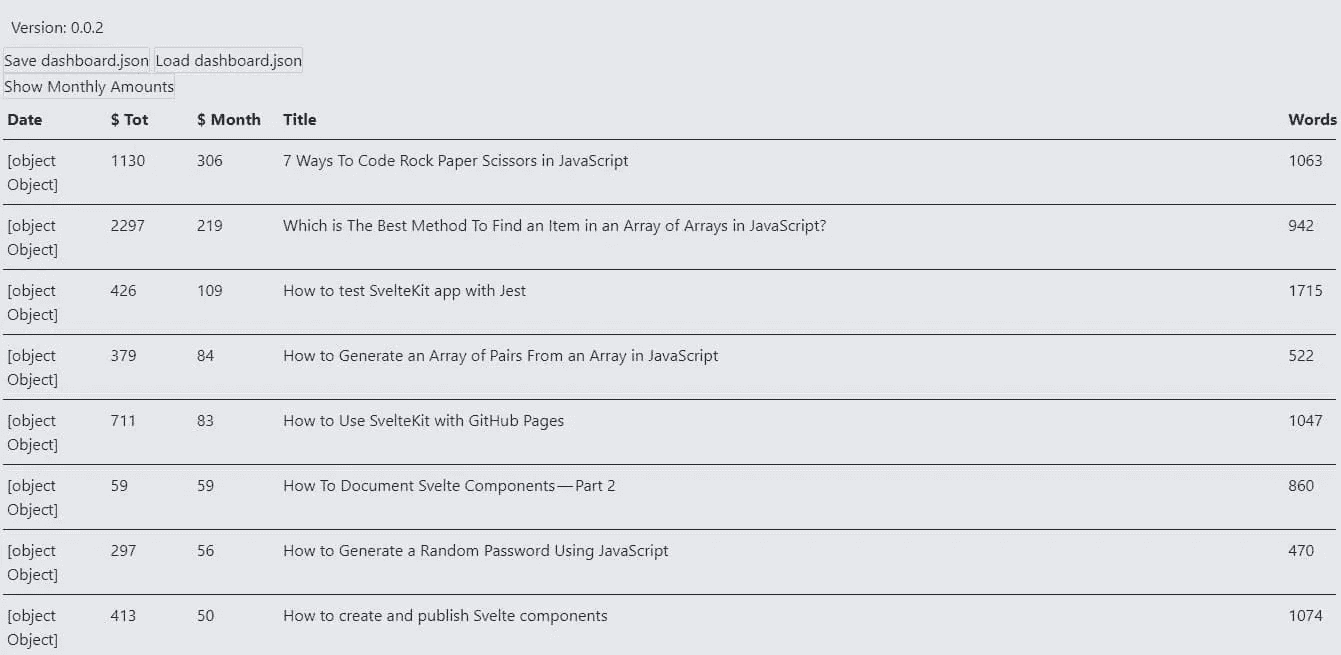 Version: 0.0.2
Save dashboard.json Load dashboard.json
Show Monthly Amounts
Date $ Tot $ Month Title Words
[object 1130 306 7 Ways To Code Rock Paper Scissors in JavaScript 1063
Object]
[object 2297 219 Which is The Best Method To Find an Item in an Array of Arrays in JavaScript? 942
Object]
[object 426 109 How to test SvelteKit app with Jest 1715
Object]
[object 379 84 How to Generate an Array of Pairs From an Array in JavaScript 522
Object]
[object 711 83 How to Use SvelteKit with GitHub Pages 1047
Object]
[object 59 59 How To Document Svelte Components — Part 2 860
Object]
[object 297 56 How to Generate a Random Password Using JavaScript 470
Object]
[object 413 50 How to create and publish Svelte components 1074
Object]